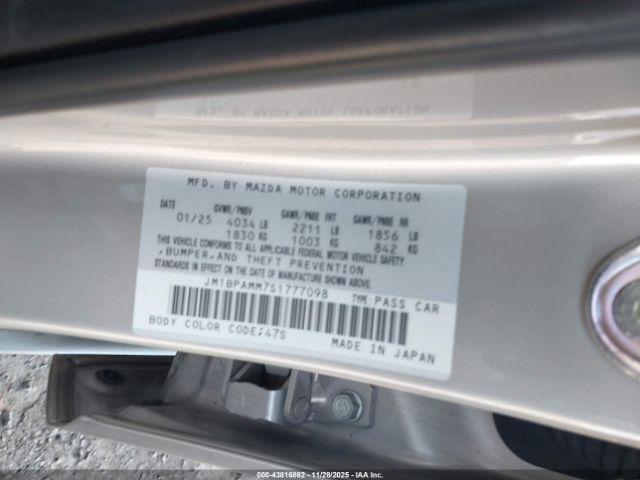 MFD. BY MAZDA MOTOR CORPORATION
DATE GVWR/PNBV GAWR/PNBE FRT GAWR/PNBE RR
01/25 4034 LB 2211 LB 1856 LB
1830 KG 1003 KG 842 KG
THIS VEHICLE CONFORMS TO ALL APPLICABLE FEDERAL MOTOR VEHICLE SAFETY
,BUMPER,AND THEFT PREVENTION
STANDARDS IN EFFECT ON THE DATE OF MANUFACTURE SHOWN ABOVE.
JM1BPAMM7S1777098 TYPE:PASS CAR
BODY COLOR CODE:47S MADE IN JAPAN
000-43816862 - 11/28/2025 - IAA Inc.